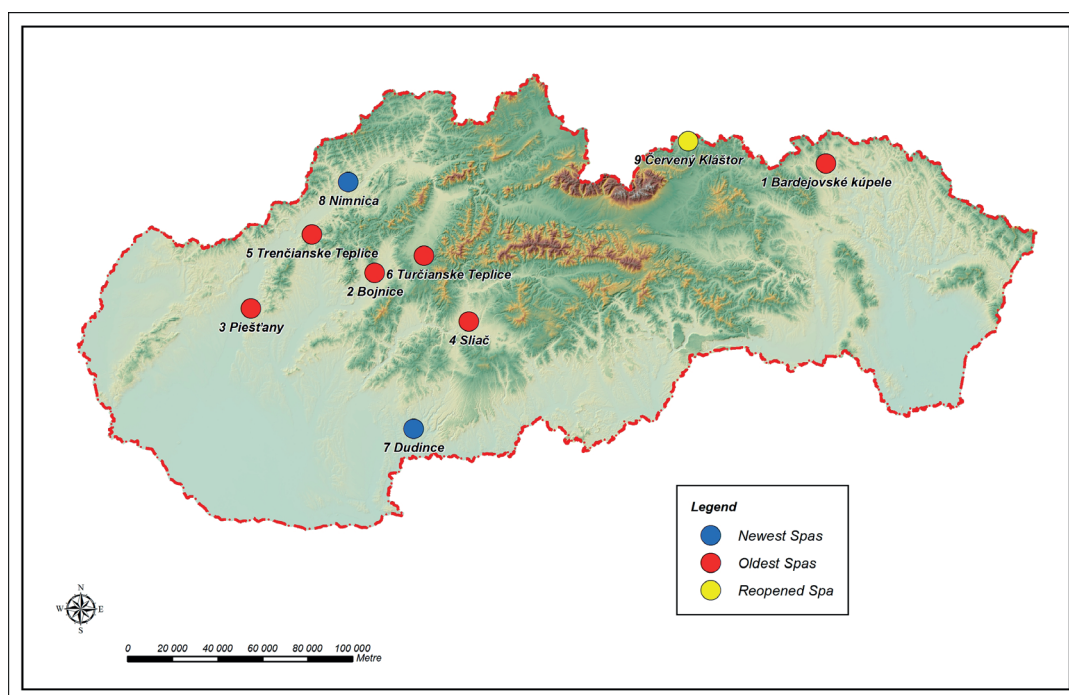 9 Červený Kláštor
1 Bardejovské kúpele
8 Nimnica
5 Trenčianske Teplice
6 Turčianske Teplice
2 Bojnice
3 Piešťany
4 Sliač
7 Dudince
Legend
Newest Spas
Oldest Spas
Reopened Spa
N
W E
S
0 20 000 40 000 60 000 80 000 100 000
Metre